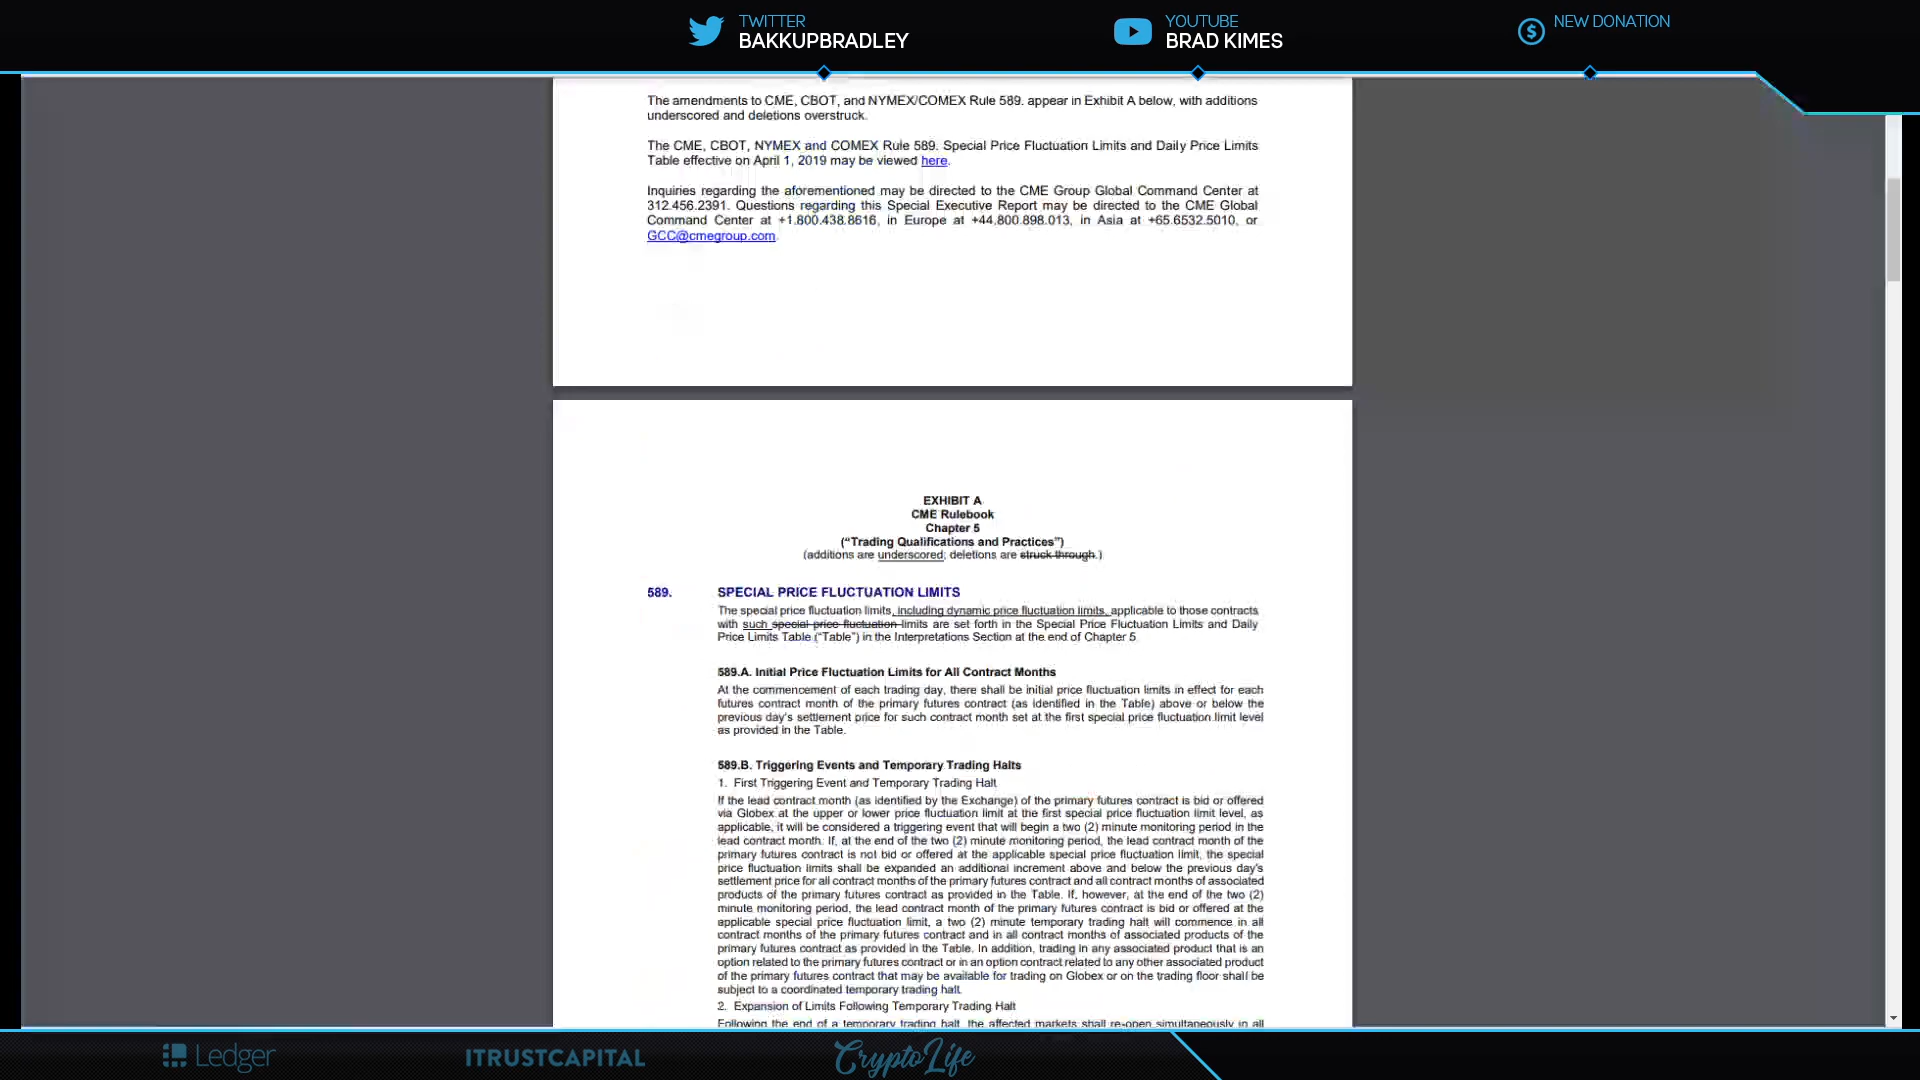 TWITTER
BAKKUPBRADLEY
YOUTUBE
BRAD KIMES
NEW DONATION
The amendments to CME, CBOT, and NYMEX/COMEX Rule 589. appear in Exhibit A below, with additions
underscored and deletions overstruck.
The CME, CBOT, NYMEX and COMEX Rule 589. Special Price Fluctuation Limits and Daily Price Limits
Table effective on April 1, 2019 may be viewed here.
Inquiries regarding the aforementioned may be directed to the CME Group Global Command Center at
312.456.2391. Questions regarding this Special Executive Report may be directed to the CME Global
Command Center at +1.800.438.8616, in Europe at +44.800.898.013, in Asia at +65.6532.5010, or
GCC@cmegroup.com.
EXHIBIT A
CME Rulebook
Chapter 5
(“Trading Qualifications and Practices”)
(additions are underscored; deletions are struck through.)
589. SPECIAL PRICE FLUCTUATION LIMITS
The special price fluctuation limits, including dynamic price fluctuation limits, applicable to those contracts
with such special price fluctuation limits are set forth in the Special Price Fluctuation Limits and Daily
Price Limits Table (“Table”) in the Interpretations Section at the end of Chapter 5
589.A. Initial Price Fluctuation Limits for All Contract Months
At the commencement of each trading day, there shall be initial price fluctuation limits in effect for each
futures contract month of the primary futures contract (as identified in the Table) above or below the
previous day's settlement price for such contract month set at the first special price fluctuation limit level
as provided in the Table.
589.B. Triggering Events and Temporary Trading Halts
1. First Triggering Event and Temporary Trading Halt
If the lead contract month (as identified by the Exchange) of the primary futures contract is bid or offered
via Globex at the upper or lower price fluctuation limit at the first special price fluctuation limit level, as
applicable, it will be considered a triggering event that will begin a two (2) minute monitoring period in the
lead contract month. If, at the end of the two (2) minute monitoring period, the lead contract month of the
primary futures contract is not bid or offered at the applicable special price fluctuation limit, the special
price fluctuation limits shall be expanded an additional increment above and below the previous day's
settlement price for all contract months of the primary futures contract and all contract months of associated
products of the primary futures contract as provided in the Table. If, however, at the end of the two (2)
minute monitoring period, the lead contract month of the primary futures contract is bid or offered at the
applicable special price fluctuation limit, a two (2) minute temporary trading halt will commence in all
contract months of the primary futures contract and in all contract months of associated products of the
primary futures contract as provided in the Table. In addition, trading in any associated product that is an
option related to the primary futures contract or in an option contract related to any other associated product
of the primary futures contract that may be available for trading on Globex or on the trading floor shall be
subject to a coordinated temporary trading halt.
2. Expansion of Limits Following Temporary Trading Halt
Following the end of a temporary trading halt, the affected markets shall re-open simultaneously in all
Ledger
ITRUSTCAPITAL
CryptoLife